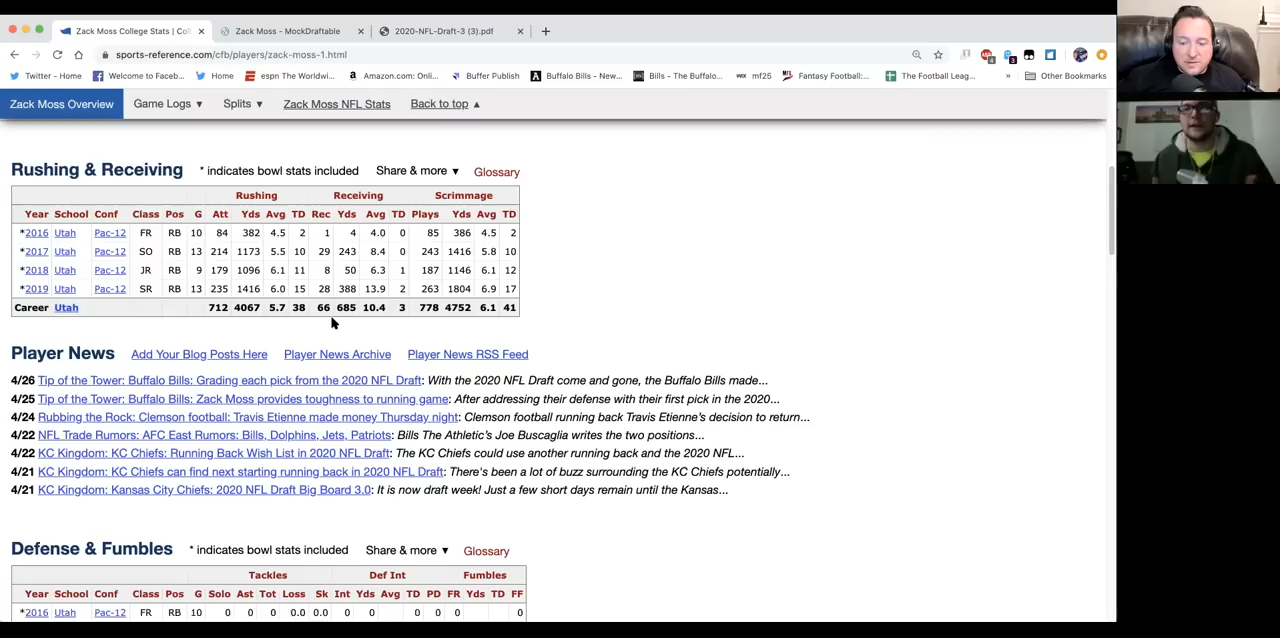 Zack Moss College Stats | Coll
Zack Moss - MockDraftable
2020-NFL-Draft-3 (3).pdf
sports-reference.com/cfb/players/zack-moss-1.html
Twitter - Home
Welcome to Faceb...
Home
espn The Worldwi...
Amazon.com: Onli...
Buffer Publish
Buffalo Bills - New...
Bills - The Buffalo...
mf25
Fantasy Football:...
The Football Leag...
» Other Bookmarks
Zack Moss Overview Game Logs ▼ Splits ▼ Zack Moss NFL Stats Back to top ▲
Rushing & Receiving * indicates bowl stats included Share & more ▼ Glossary
Rushing Receiving Scrimmage
Year School Conf Class Pos G Att Yds Avg TD Rec Yds Avg TD Plays Yds Avg TD
*2016 Utah Pac-12 FR RB 10 84 382 4.5 2 1 4 4.0 0 85 386 4.5 2
*2017 Utah Pac-12 SO RB 13 214 1173 5.5 10 29 243 8.4 0 243 1416 5.8 10
*2018 Utah Pac-12 JR RB 9 179 1096 6.1 11 8 50 6.3 1 187 1146 6.1 12
*2019 Utah Pac-12 SR RB 13 235 1416 6.0 15 28 388 13.9 2 263 1804 6.9 17
Career Utah 712 4067 5.7 38 66 685 10.4 3 778 4752 6.1 41
Player News Add Your Blog Posts Here Player News Archive Player News RSS Feed
4/26 Tip of the Tower: Buffalo Bills: Grading each pick from the 2020 NFL Draft: With the 2020 NFL Draft come and gone, the Buffalo Bills made...
4/25 Tip of the Tower: Buffalo Bills: Zack Moss provides toughness to running game: After addressing their defense with their first pick in the 2020...
4/24 Rubbing the Rock: Clemson football: Travis Etienne made money Thursday night: Clemson football running back Travis Etienne's decision to return...
4/22 NFL Trade Rumors: AFC East Rumors: Bills, Dolphins, Jets, Patriots: Bills The Athletic's Joe Buscaglia writes the two positions...
4/22 KC Kingdom: KC Chiefs: Running Back Wish List in 2020 NFL Draft: The KC Chiefs could use another running back and the 2020 NFL...
4/21 KC Kingdom: KC Chiefs can find next starting running back in 2020 NFL Draft: There's been a lot of buzz surrounding the KC Chiefs potentially...
4/21 KC Kingdom: Kansas City Chiefs: 2020 NFL Draft Big Board 3.0: It is now draft week! Just a few short days remain until the Kansas...
Defense & Fumbles * indicates bowl stats included Share & more ▼ Glossary
Tackles Def Int Fumbles
Year School Conf Class Pos G Solo Ast Tot Loss Sk Int Yds Avg TD PD FR Yds TD FF
*2016 Utah Pac-12 FR RB 10 0 0 0 0.0 0.0 0 0 0 0 0 0